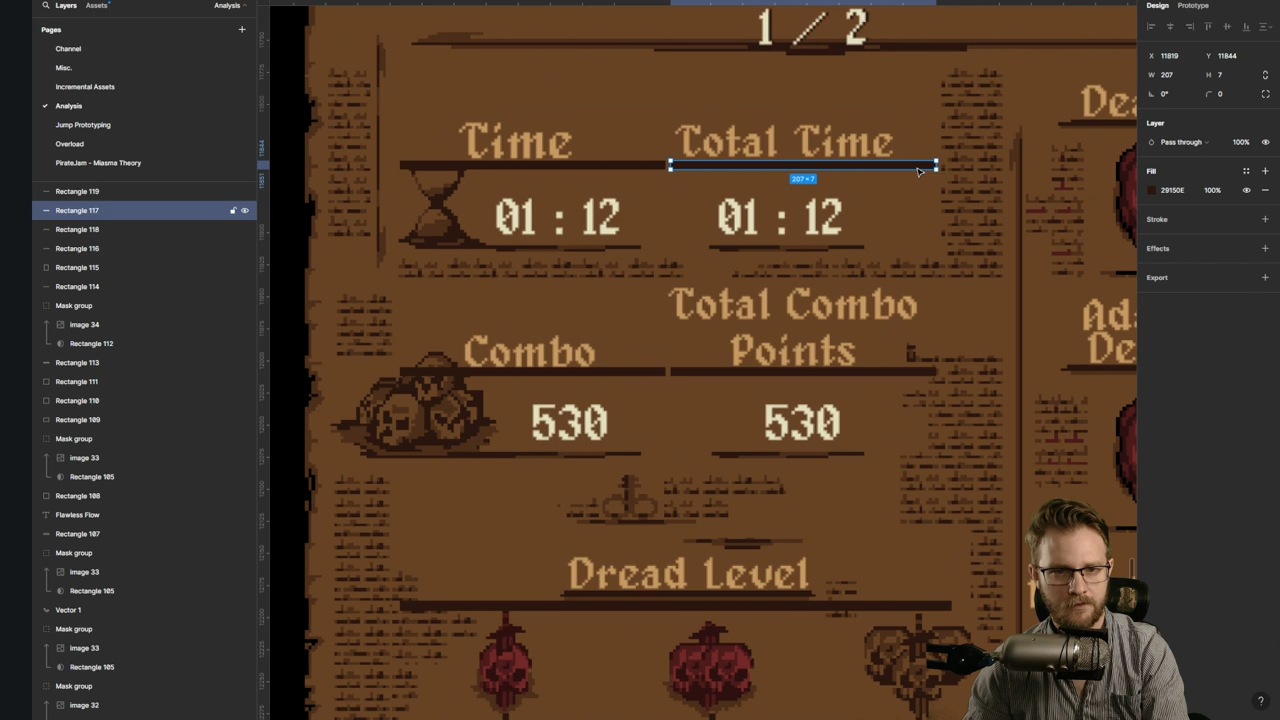 Layers
Assets
Analysis
Pages
Channel
Misc.
Incremental Assets
Analysis
Jump Prototyping
Overload
PirateJam - Miasma Theory
Rectangle 119
Rectangle 117
Rectangle 118
Rectangle 116
Rectangle 115
Rectangle 114
Mask group
image 34
Rectangle 112
Rectangle 113
Rectangle 111
Rectangle 110
Rectangle 109
Mask group
image 33
Rectangle 105
Rectangle 108
Flawless Flow
Rectangle 107
Mask group
image 33
Rectangle 105
Vector 1
Mask group
image 33
Rectangle 105
Mask group
image 32
11844
11851
1 / 2
Time
Total Time
207 × 7
01 : 12
01 : 12
Combo
Total Combo
Points
530
530
Dread Level
Design
Prototype
X 11819
Y 11844
W 207
H 7
0°
0
Layer
Pass through
100%
Fill
29150E
100%
Stroke
Effects
Export
?